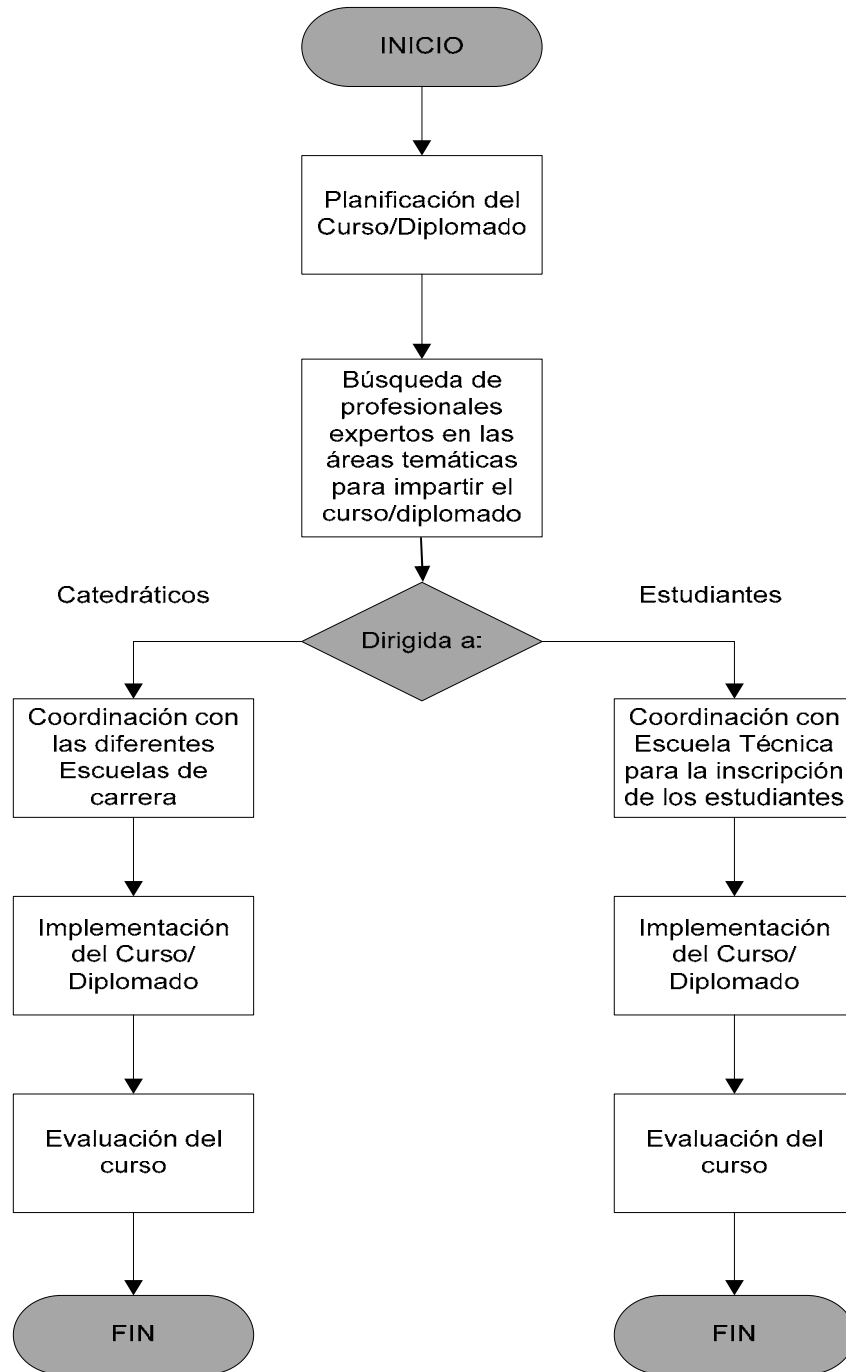 INICIO
Planificación del
Curso/Diplomado
Búsqueda de
profesionales
expertos en las
áreas temáticas
para impartir el
curso/diplomado
Catedráticos
Estudiantes
Dirigida a:
Coordinación con
las diferentes
Escuelas de
carrera
Coordinación con
Escuela Técnica
para la inscripción
de los estudiantes
Implementación
del Curso/
Diplomado
Implementación
del Curso/
Diplomado
Evaluación del
curso
Evaluación del
curso
FIN
FIN